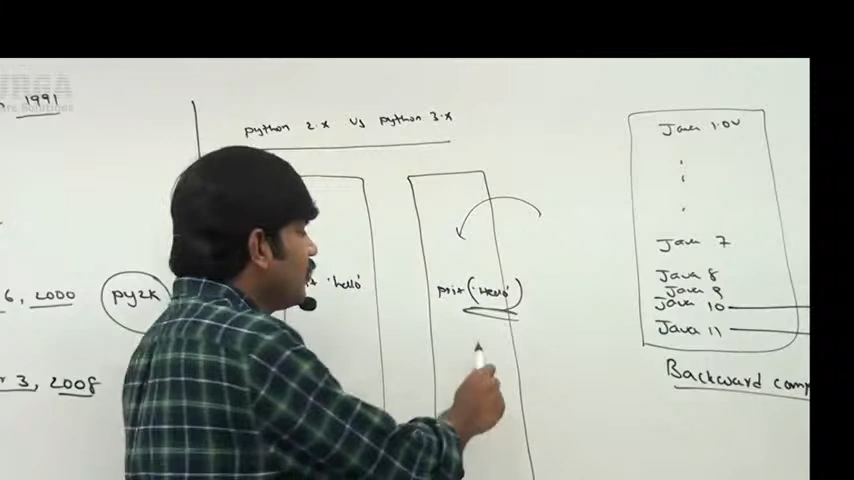 1991
python 2.x Vs python 3.x
Java 1.0V
Java 7
'hello'
6, 2000
py2k
print('Hello')
Java 8
Java 9
Java 10
Java 11
3, 2008
Backward comp